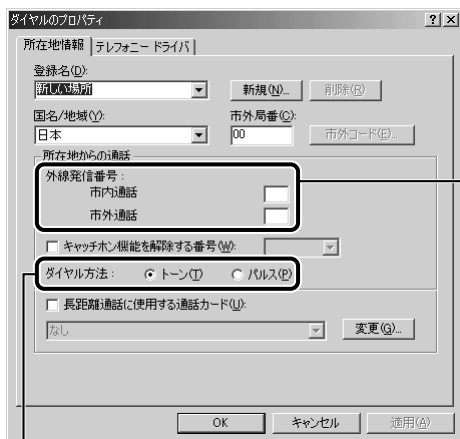 ダイヤルのプロパティ
所在地情報 テレフォニー ドライバ
登録名(D):
新しい場所 新規(N)... 削除(R)
国名/地域(Y): 市外局番(C):
日本 00 市外コード(E)...
所在地からの通話
外線発信番号 :
市内通話
市外通話
キャッチホン機能を解除する番号(W):
ダイヤル方法 : トーン(T) パルス(P)
長距離通話に使用する通話カード(U):
なし 変更(G)...
OK キャンセル 適用(A)